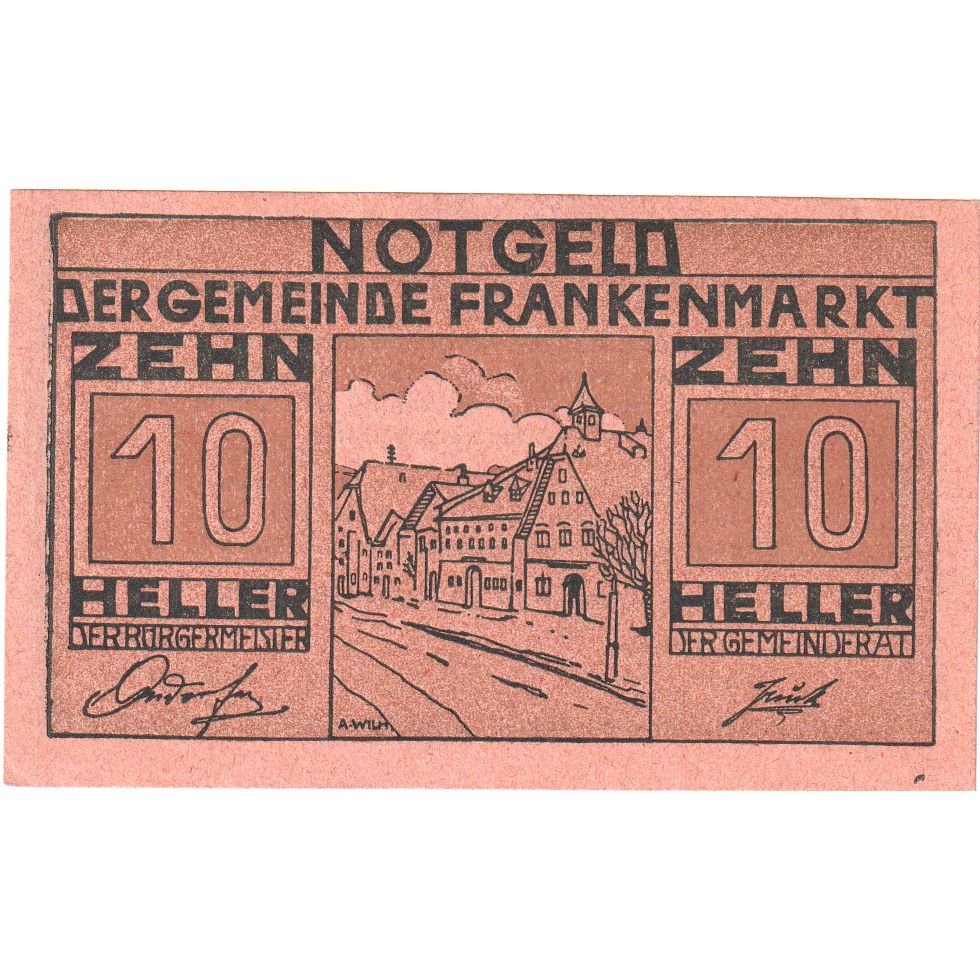 NOTGELD
DER GEMEINDE FRANKENMARKT
ZEHN
10
HELLER
DER BÜRGERMEISTER
ZEHN
10
HELLER
DER GEMEINDERAT
A. WILH